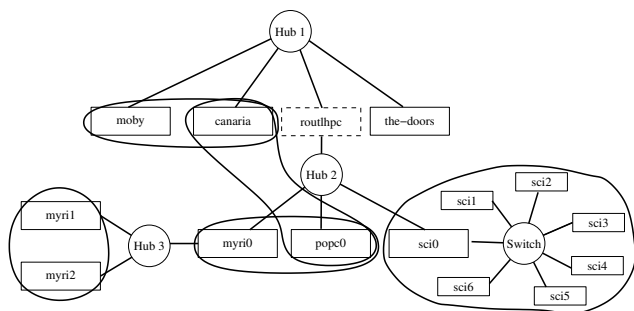 Hub 1
moby
canaria
routlhpc
the−doors
Hub 2
sci2
sci1
sci3
myri1
Hub 3
myri0
popc0
sci0
Switch
myri2
sci4
sci6
sci5